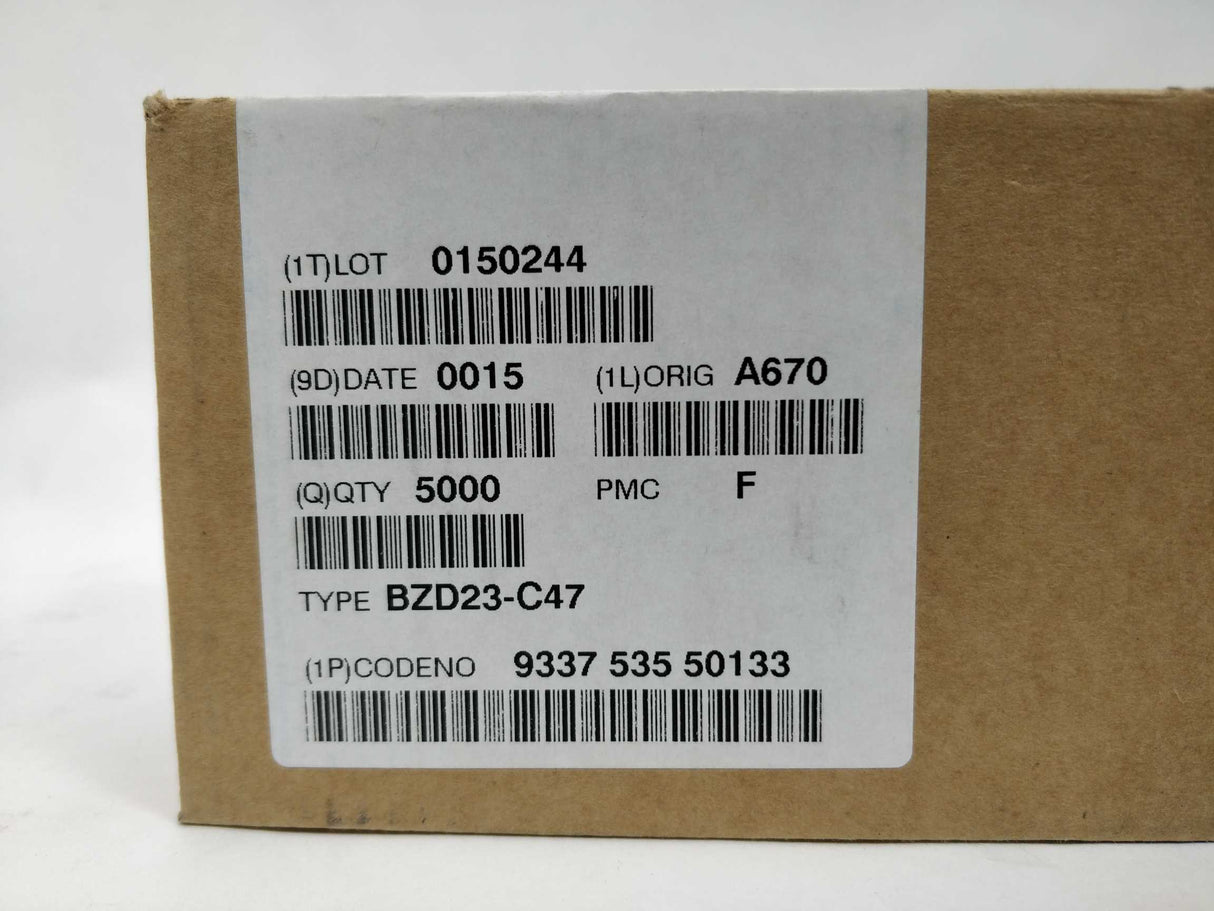 (1T)LOT 0150244
(9D)DATE 0015 (1L)ORIG A670
(Q)QTY 5000 PMC F
TYPE BZD23-C47
(1P)CODENO 9337 535 50133